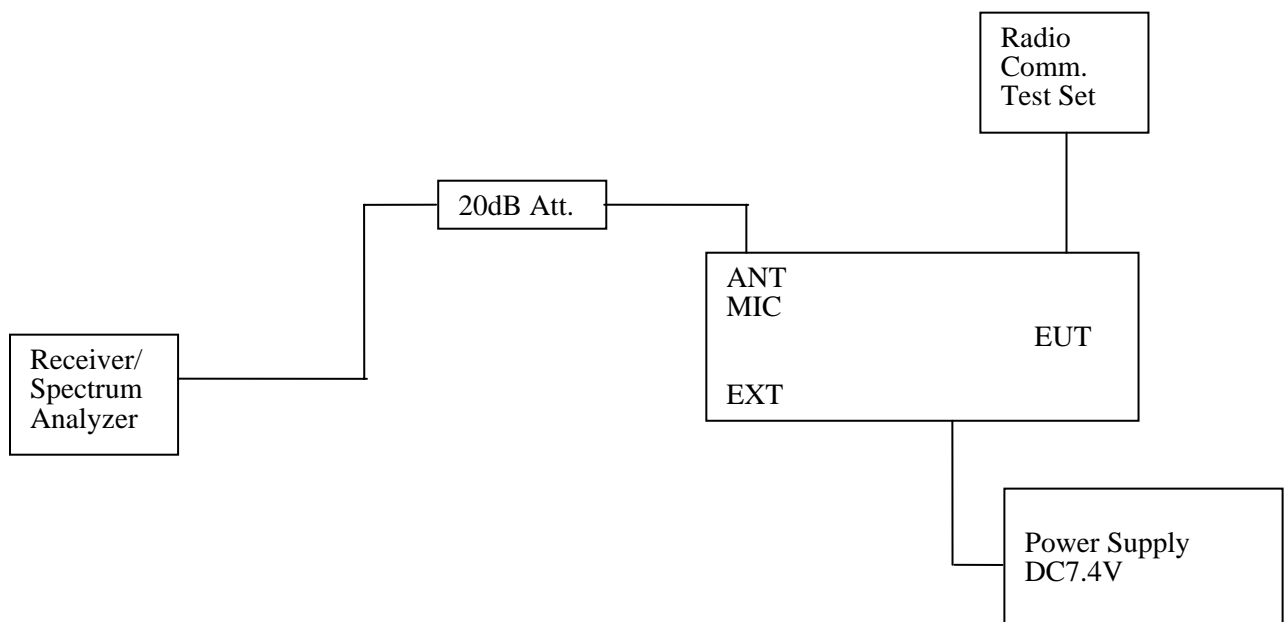 Radio
Comm.
Test Set
20dB Att.
ANT
MIC
EUT
EXT
Receiver/
Spectrum
Analyzer
Power Supply
DC7.4V